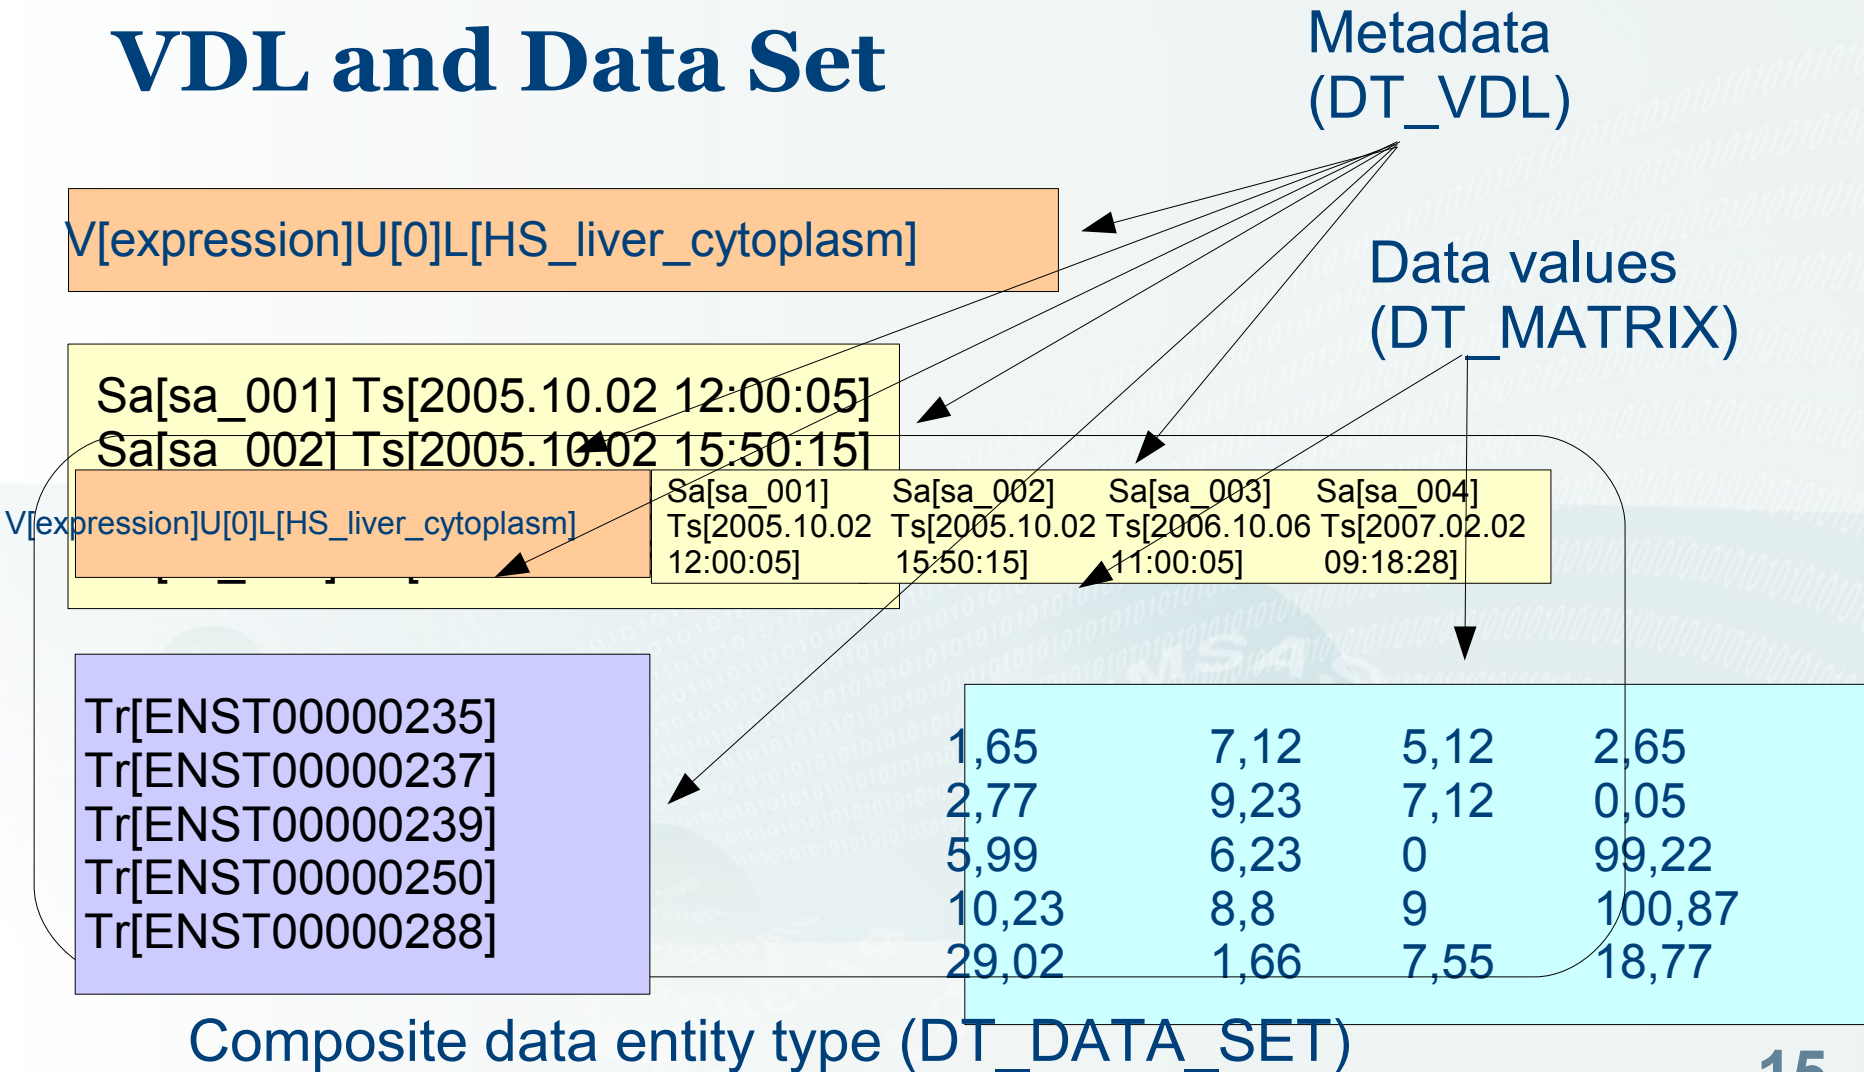 VDL and Data Set
Metadata
(DT_VDL)
V[expression]U[0]L[HS_liver_cytoplasm]
Data values
(DT_MATRIX)
Sa[sa_001] Ts[2005.10.02 12:00:05]
Sa[sa_002] Ts[2005.10.02 15:50:15]
V[expression]U[0]L[HS_liver_cytoplasm]
Sa[sa_001] Sa[sa_002] Sa[sa_003] Sa[sa_004]
Ts[2005.10.02 Ts[2005.10.02 Ts[2006.10.06 Ts[2007.02.02
12:00:05] 15:50:15] 11:00:05] 09:18:28]
Tr[ENST00000235]
Tr[ENST00000237]
Tr[ENST00000239]
Tr[ENST00000250]
Tr[ENST00000288]
1,65 7,12 5,12 2,65
2,77 9,23 7,12 0,05
5,99 6,23 0 99,22
10,23 8,8 9 100,87
29,02 1,66 7,55 18,77
Composite data entity type (DT_DATA_SET)
15